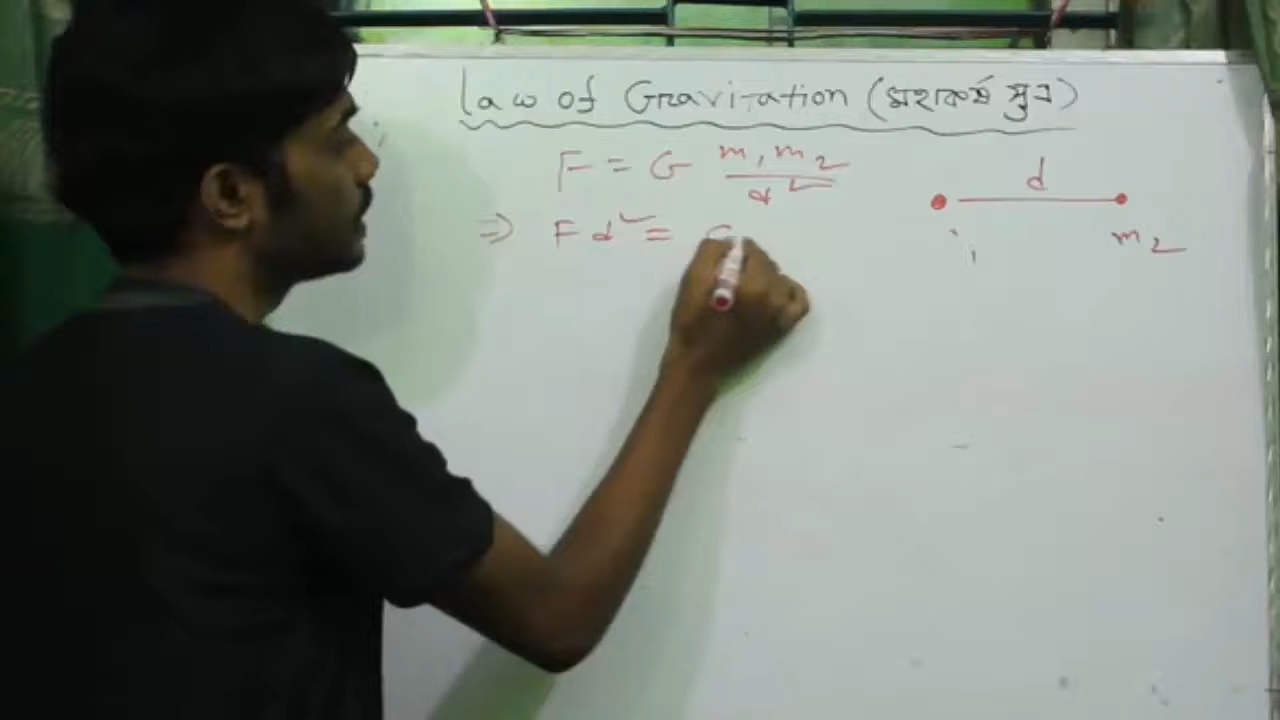 Law of Gravitation (মহাকর্ষ সুত্র)
F = G m₁m₂/d²
d
⇒ Fd² = G
m₂